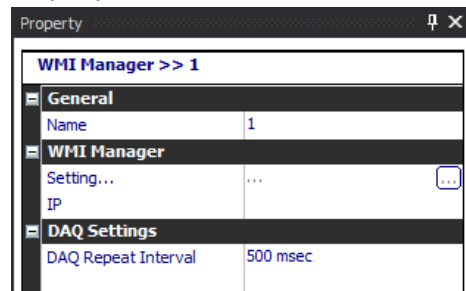 Property
WMI Manager >> 1
General
Name 1
WMI Manager
Setting... ... ...
IP
DAQ Settings
DAQ Repeat Interval 500 msec